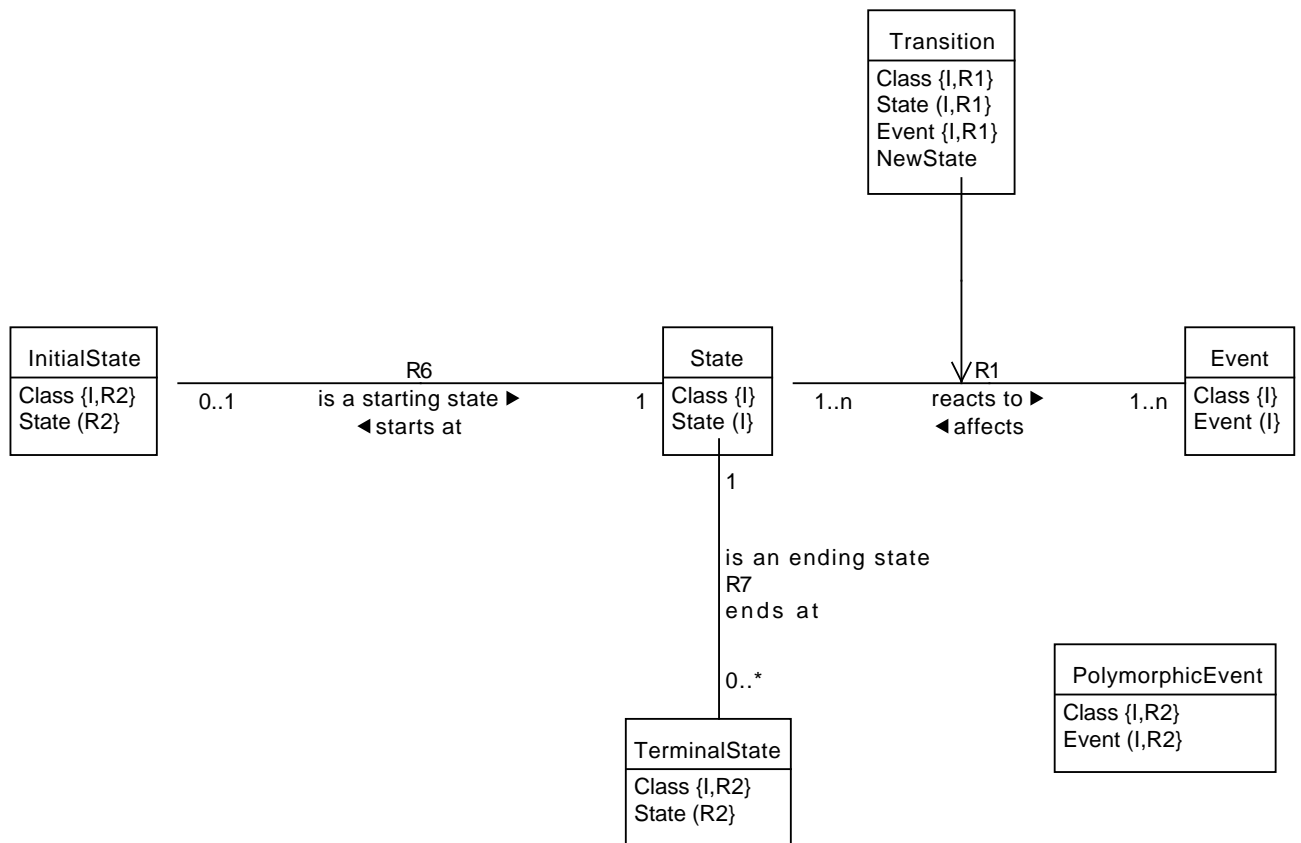 Transition
Class {I,R1}
State (I,R1}
Event {I,R1}
NewState
InitialState
Class {I,R2}
State (R2}
R6
0..1
is a starting state ▶
1
◀ starts at
State
Class {I}
State (I}
R1
1..n
reacts to ▶
1..n
◀ affects
Event
Class {I}
Event (I}
1
is an ending state
R7
ends at
0..*
TerminalState
Class {I,R2}
State (R2}
PolymorphicEvent
Class {I,R2}
Event (I,R2}